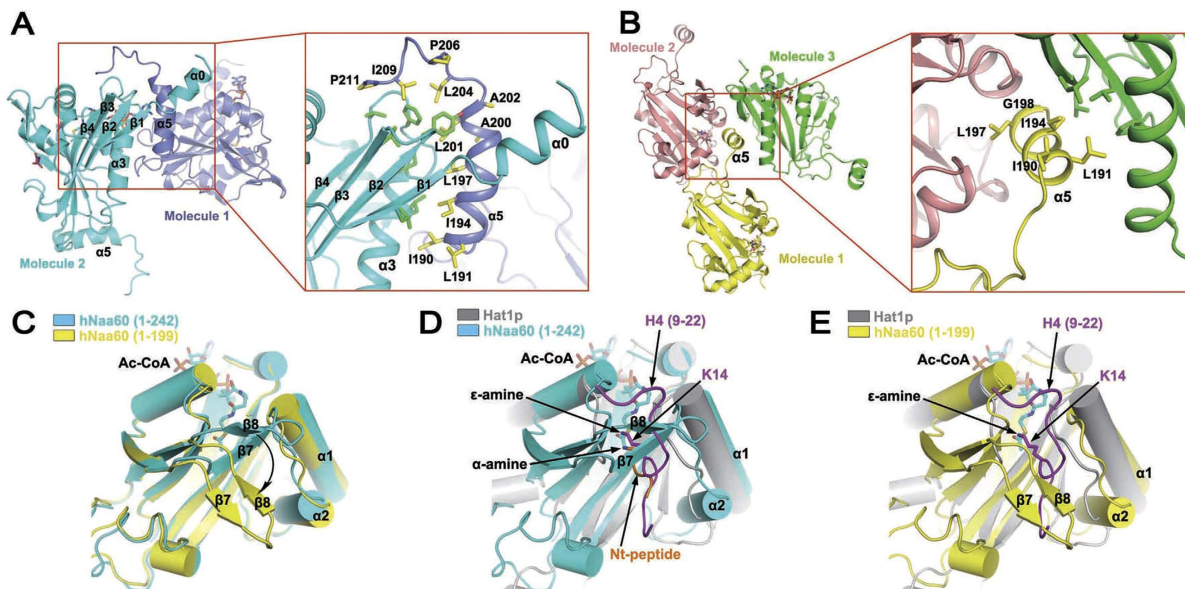 A
α0
β3
β4
β2
β1
α5
α3
Molecule 1
Molecule 2
α5
P206
I209
P211
L204
A202
A200
L201
α0
β4
β3
β2
β1
L197
α5
I194
α3
I190
L191
B
Molecule 2
Molecule 3
α5
Molecule 1
G198
I194
L197
I190
L191
α5
C
hNaa60 (1-242)
hNaa60 (1-199)
Ac-CoA
β8
β7
α1
β7
β8
α2
D
Hat1p
hNaa60 (1-242)
H4 (9-22)
Ac-CoA
K14
ε-amine
β8
α-amine
β7
α1
α2
Nt-peptide
E
Hat1p
hNaa60 (1-199)
H4 (9-22)
Ac-CoA
K14
ε-amine
α1
β7
β8
α2